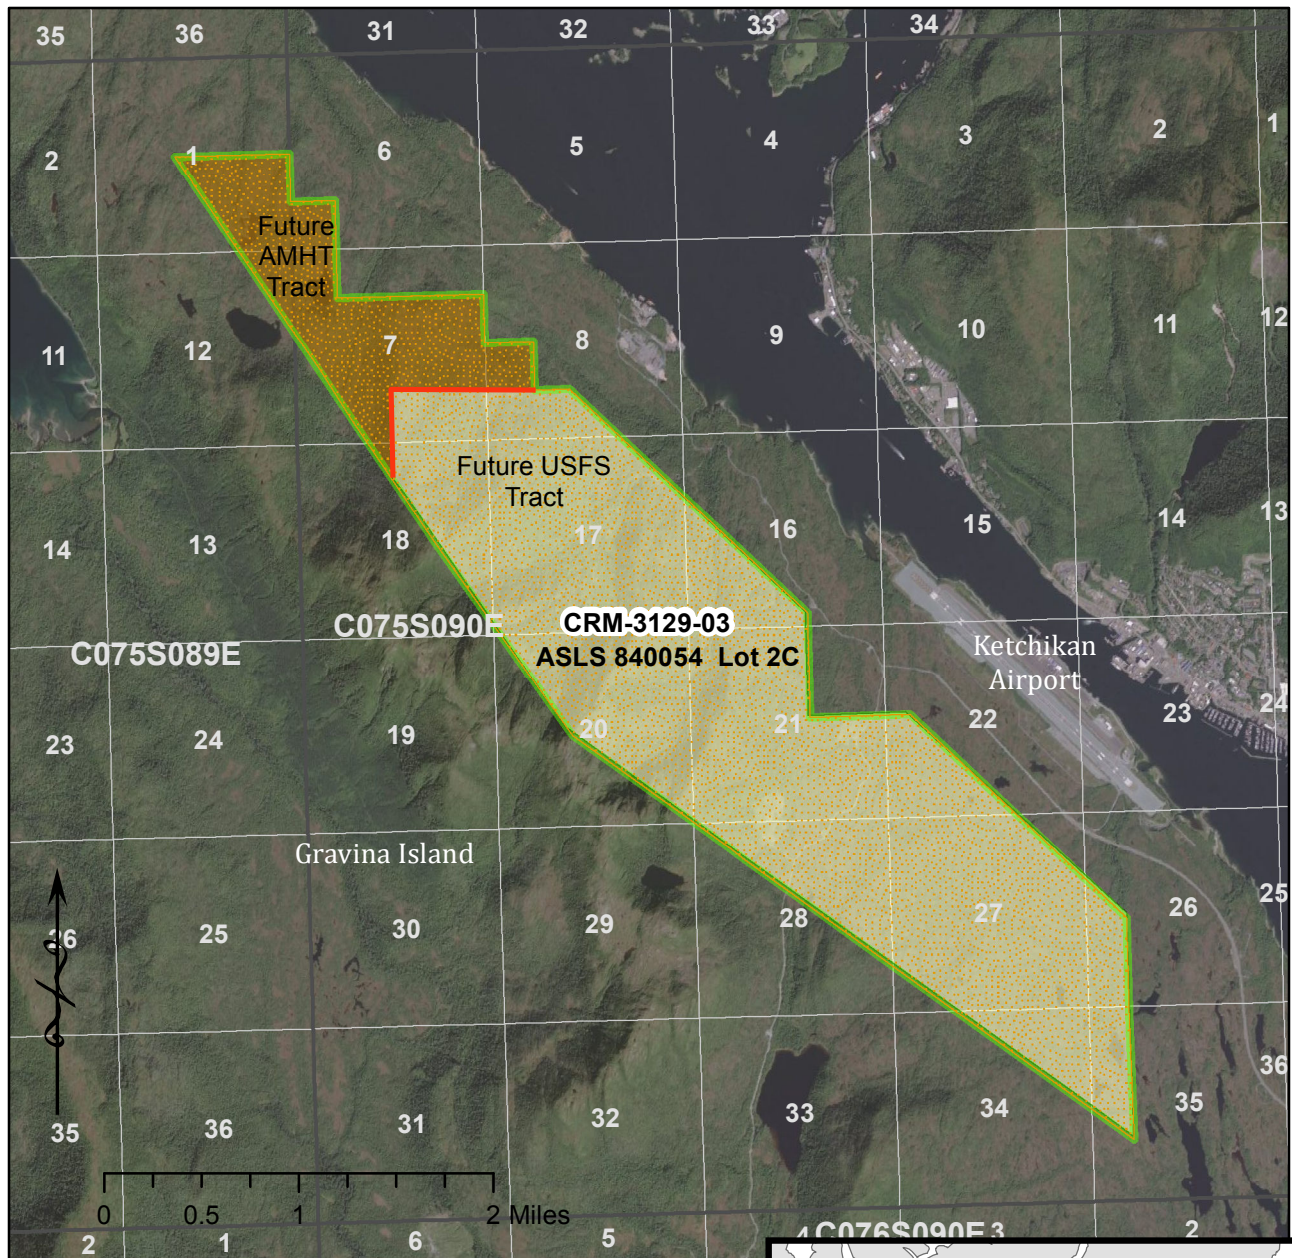 35 36 31 32 33 34
2 1 6 5 4 3 2 1
Future
AMHT
Tract
11 12 7 8 9 10 11 12
Future USFS
Tract
14 13 18 17 16 15 14 13
C075S089E C075S090E
CRM-3129-03
ASLS 840054 Lot 2C
Ketchikan
Airport
23 24 19 20 21 22 23 24
Gravina Island
26 25 30 29 28 27 26 25
35 36 31 32 33 34 35 36
0 0.5 1 2 Miles
2 1 6 5 4 C076S090E 3 2